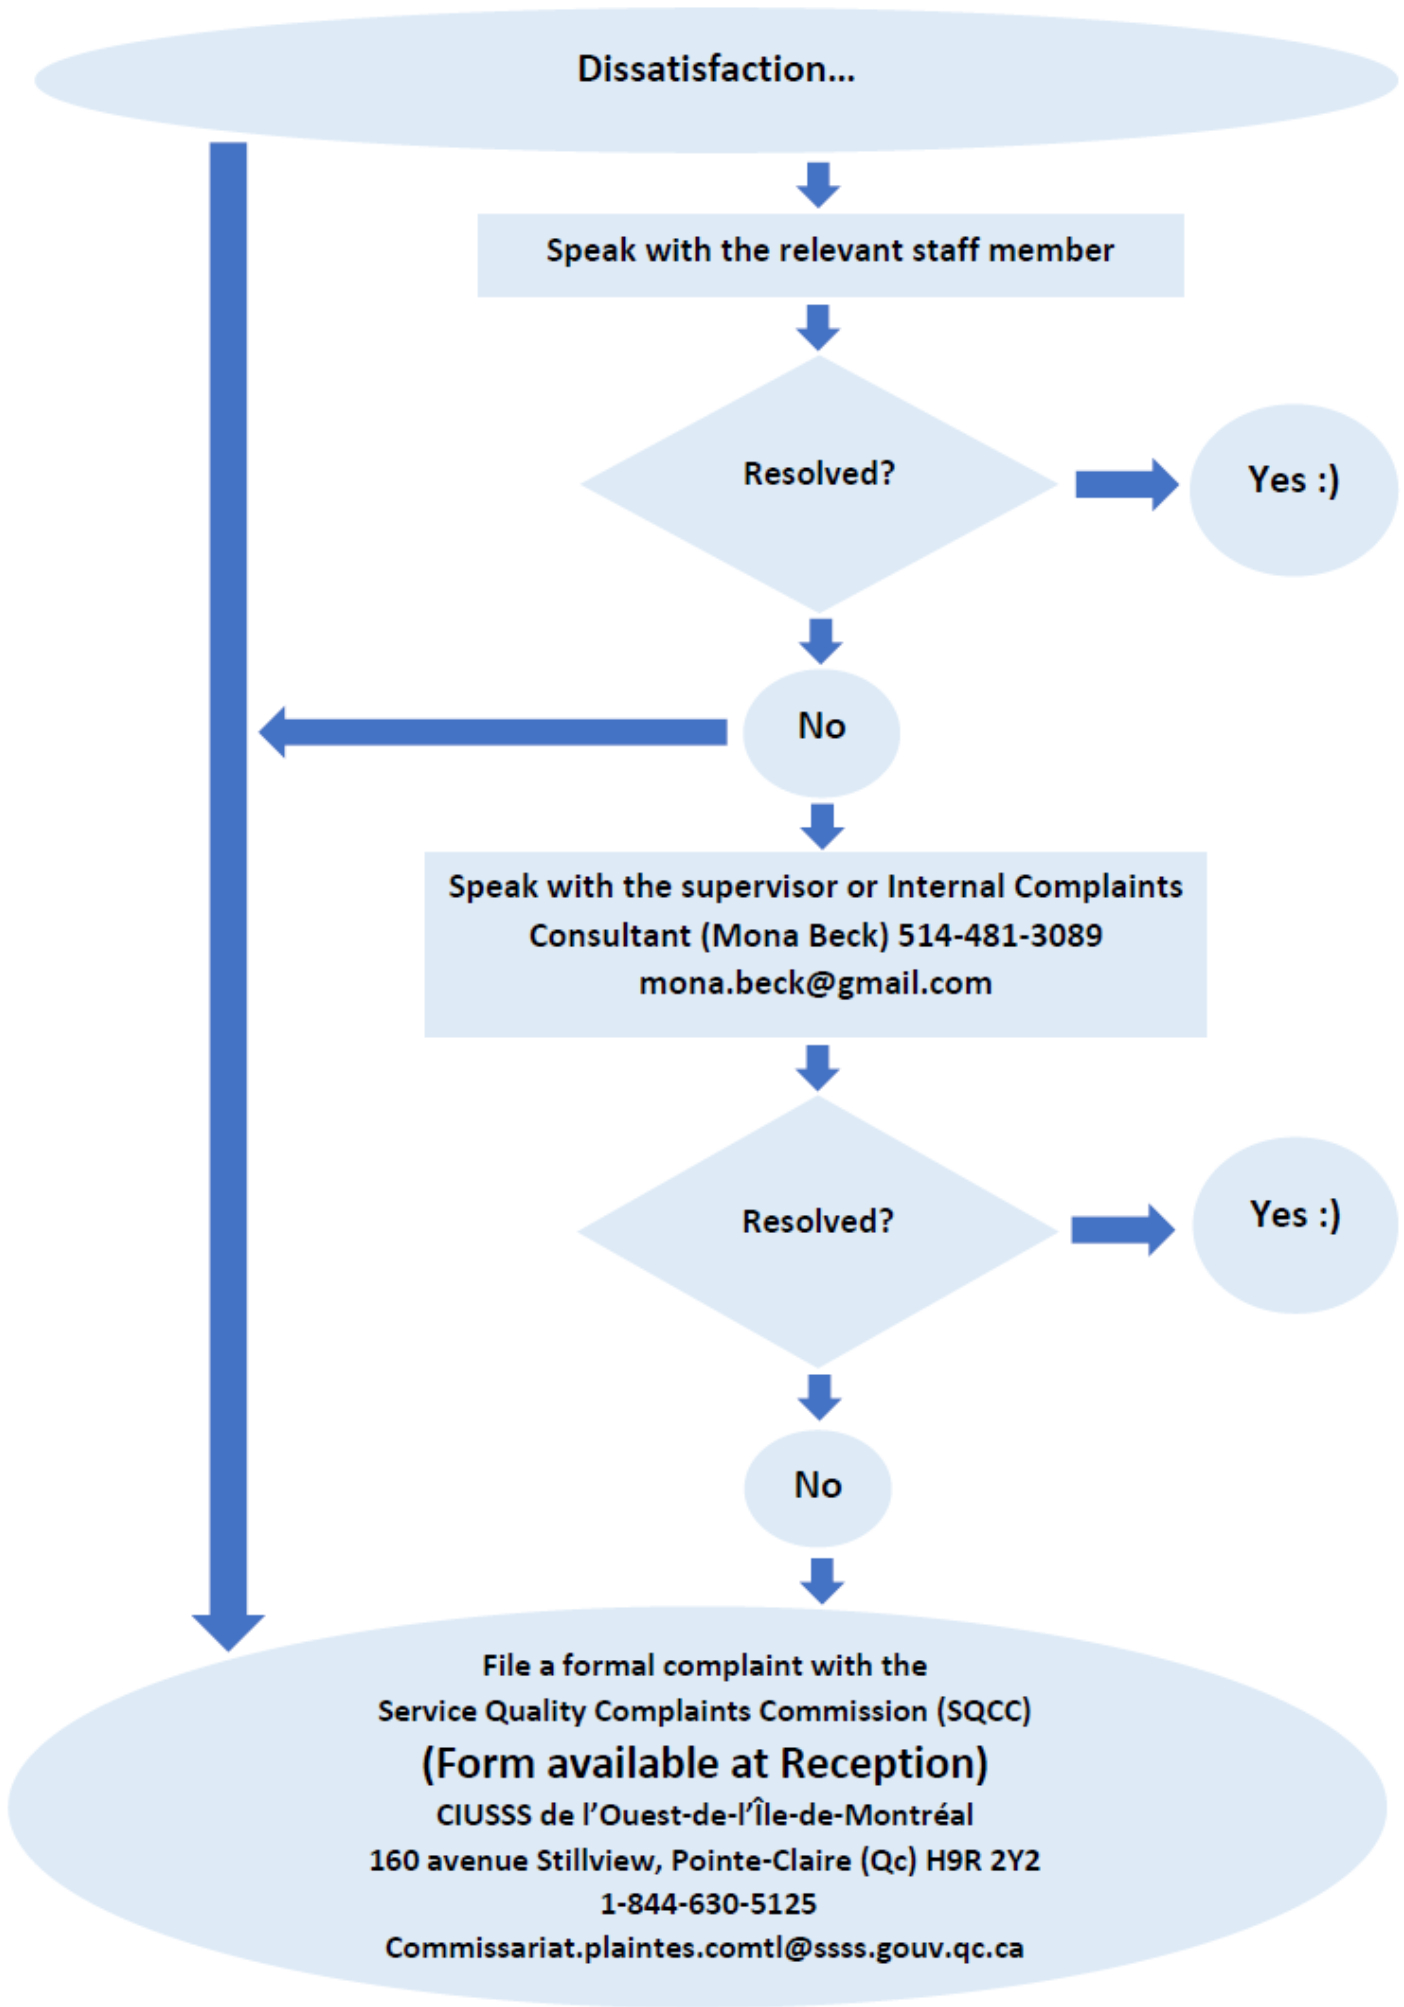 Dissatisfaction...
Speak with the relevant staff member
Resolved?
Yes :)
No
Speak with the supervisor or Internal Complaints
Consultant (Mona Beck) 514-481-3089
mona.beck@gmail.com
Resolved?
Yes :)
No
File a formal complaint with the
Service Quality Complaints Commission (SQCC)
(Form available at Reception)
CIUSSS de l’Ouest-de-l’Île-de-Montréal
160 avenue Stillview, Pointe-Claire (Qc) H9R 2Y2
1-844-630-5125
Commissariat.plaintes.comtl@ssss.gouv.qc.ca